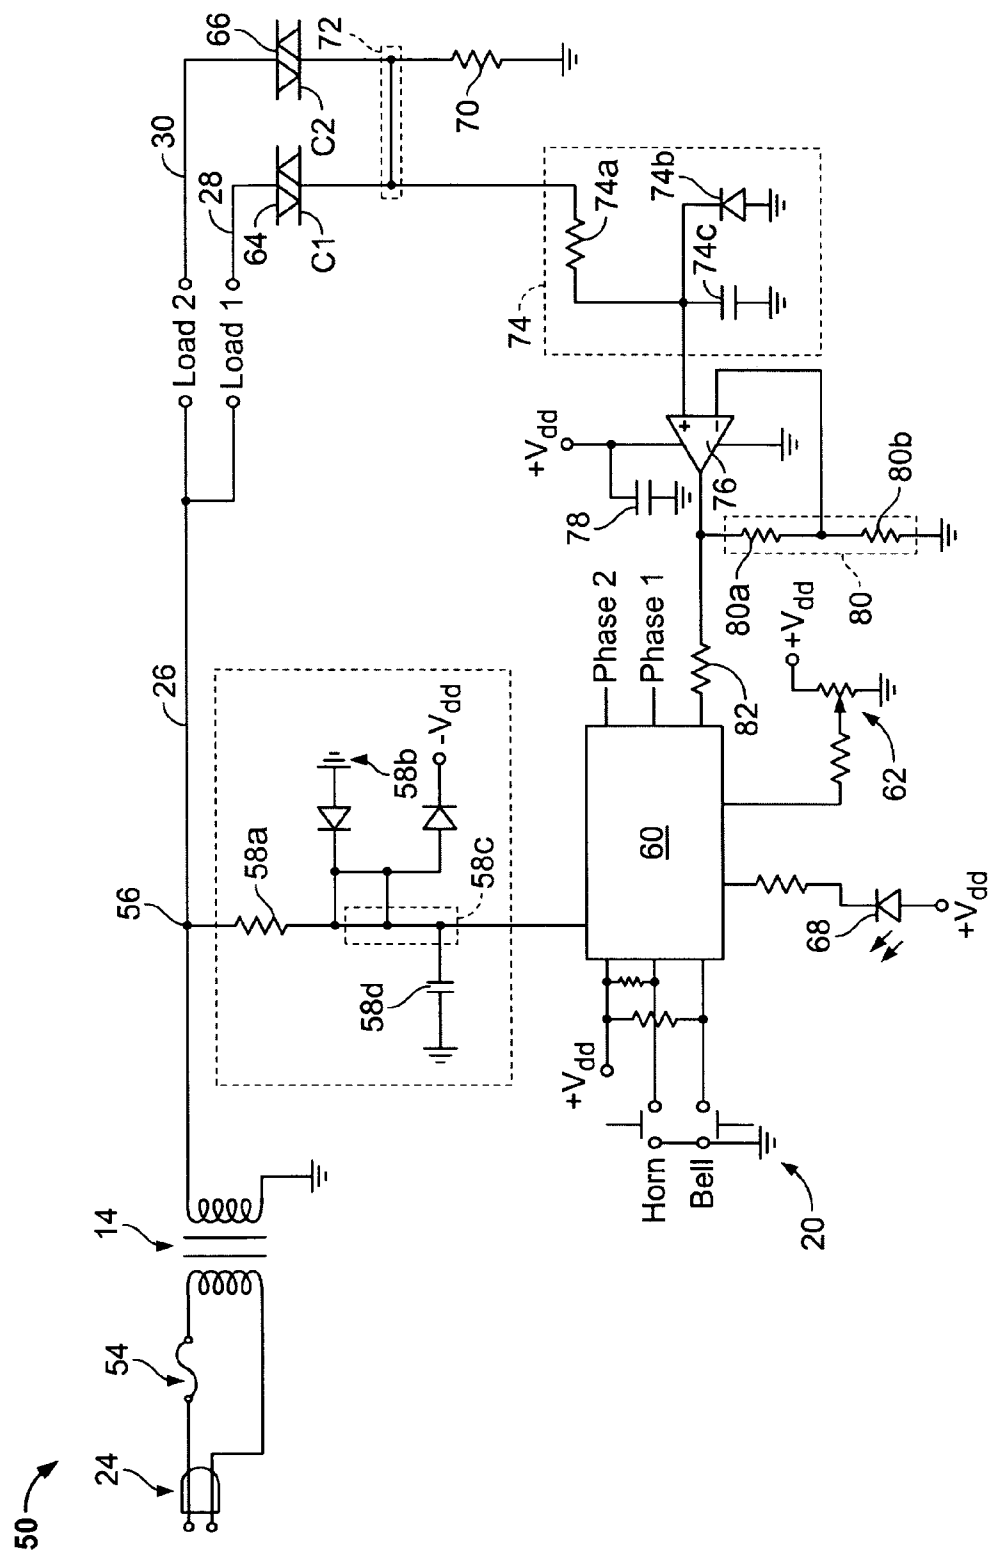 50
24
54
14
56
26
58a
58b
-Vdd
58c
58d
Load 2
Load 1
30
28
66
64
C2
C1
72
70
74
74a
74b
74c
+Vdd
78
76
80a
80b
80
82
Phase 2
Phase 1
60
+Vdd
62
68
+Vdd
+Vdd
Horn
Bell
20